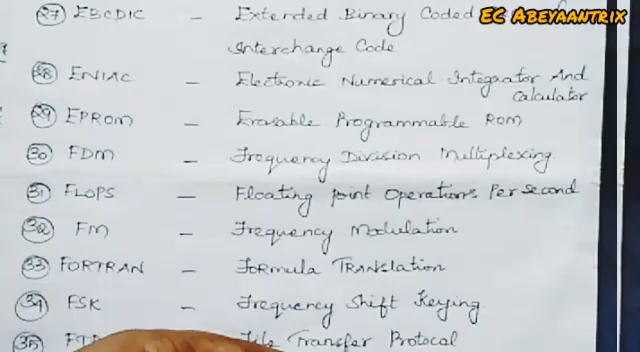 EC ABEYAANTRIX
27 EBCDIC - Extended Binary Coded
Interchange Code
28 ENIAC - Electronic Numerical Integrator And
Calculator
29 EPROM - Erasable Programmable ROM
30 FDM - Frequency Division Multiplexing
31 FLOPS - Floating Point Operations Per Second
32 FM - Frequency Modulation
33 FORTRAN - FORmula TRANslation
34 FSK - Frequency Shift Keying
35 File Transfer Protocal